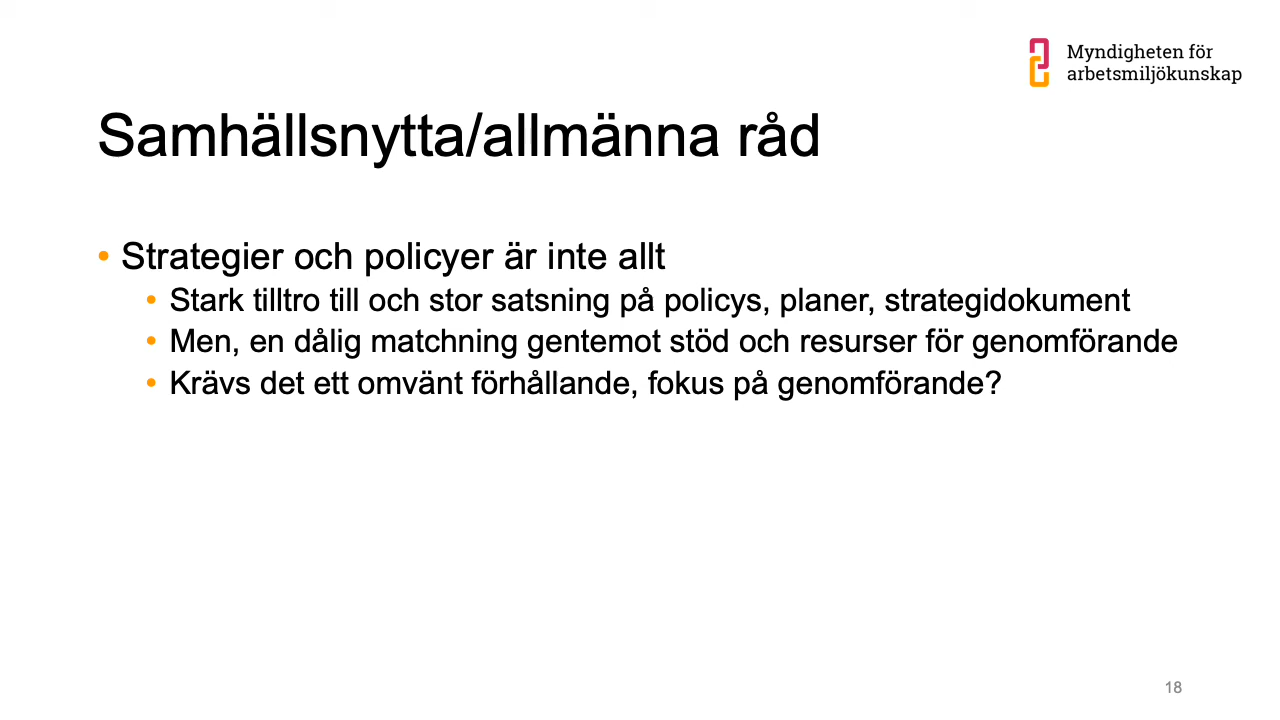 Myndigheten för
arbetsmiljökunskap
Samhällsnytta/allmänna råd
• Strategier och policyer är inte allt
• Stark tilltro till och stor satsning på policys, planer, strategidokument
• Men, en dålig matchning gentemot stöd och resurser för genomförande
• Krävs det ett omvänt förhållande, fokus på genomförande?
18